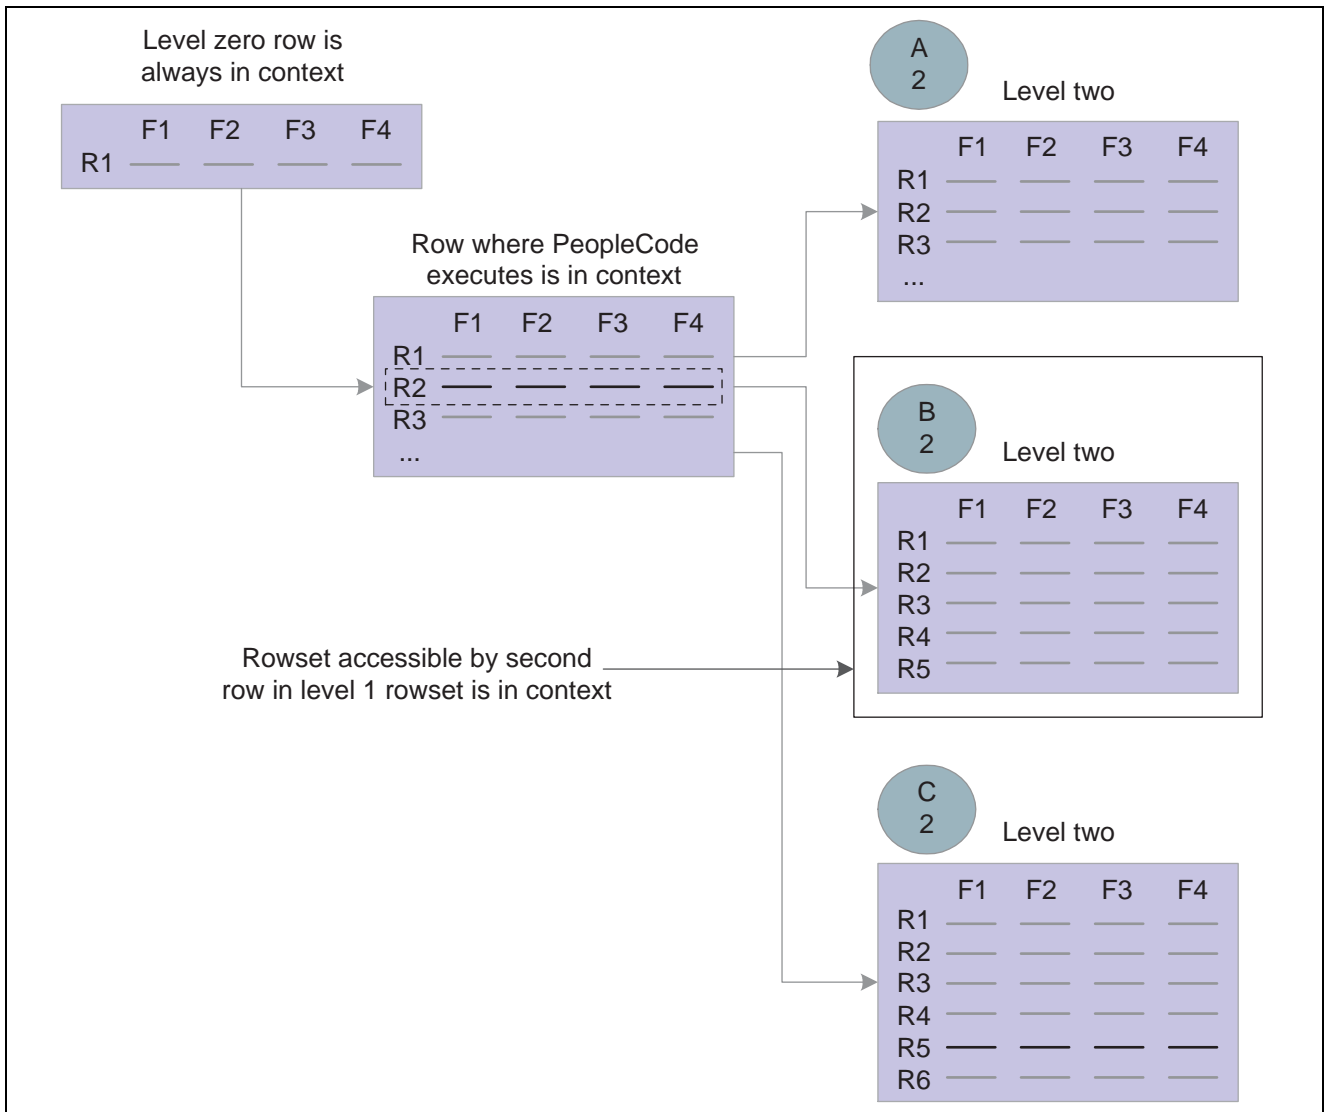 Level zero row is
always in context
F1 F2 F3 F4
R1
Row where PeopleCode
executes is in context
F1 F2 F3 F4
R1
R2
R3
...
A
2
Level two
F1 F2 F3 F4
R1
R2
R3
...
B
2
Level two
F1 F2 F3 F4
R1
R2
R3
R4
R5
Rowset accessible by second
row in level 1 rowset is in context
C
2
Level two
F1 F2 F3 F4
R1
R2
R3
R4
R5
R6